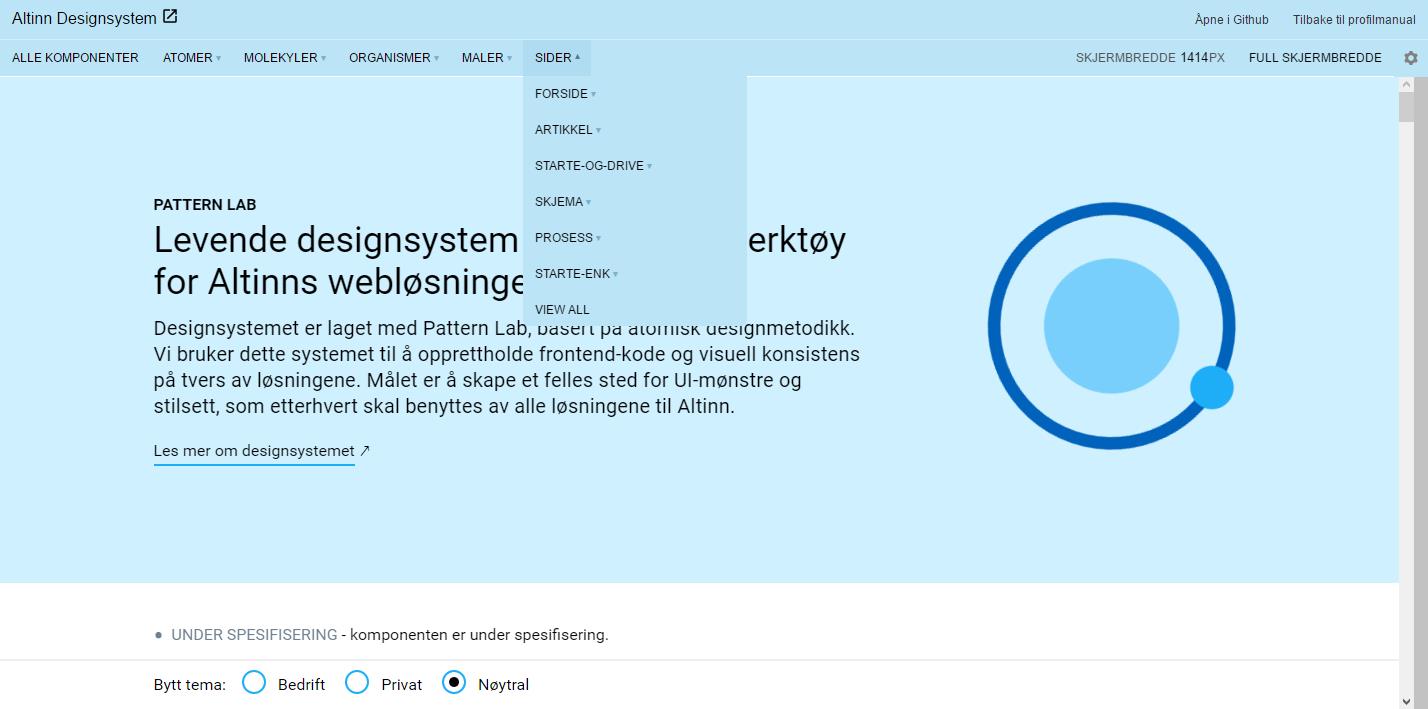 Altinn Designsystem
Åpne i Github
Tilbake til profilmanual
ALLE KOMPONENTER
ATOMER
MOLEKYLER
ORGANISMER
MALER
SIDER
SKJERMBREDDE 1414PX
FULL SKJERMBREDDE
FORSIDE
ARTIKKEL
STARTE-OG-DRIVE
SKJEMA
PROSESS
STARTE-ENK
VIEW ALL
PATTERN LAB
Levende designsystem erktøy
for Altinns webløsninge
Designsystemet er laget med Pattern Lab, basert på atomisk designmetodikk.
Vi bruker dette systemet til å opprettholde frontend-kode og visuell konsistens
på tvers av løsningene. Målet er å skape et felles sted for UI-mønstre og
stilsett, som etterhvert skal benyttes av alle løsningene til Altinn.
Les mer om designsystemet ↗
• UNDER SPESIFISERING - komponenten er under spesifisering.
Bytt tema: Bedrift Privat Nøytral